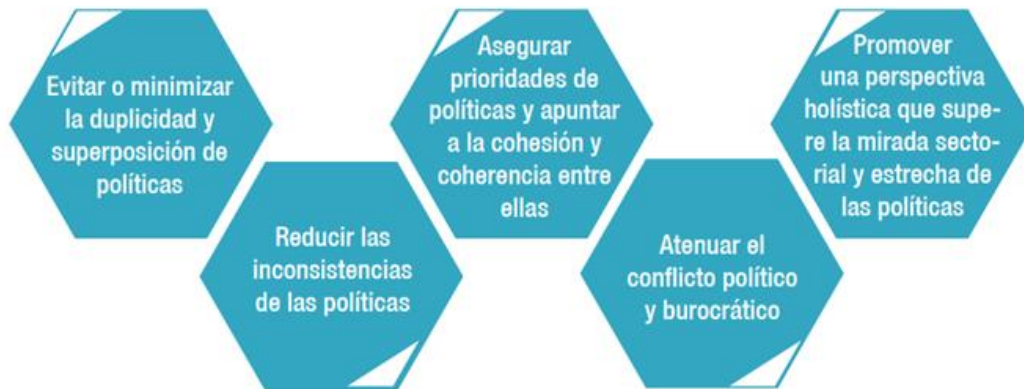 Evitar o minimizar
la duplicidad y
superposición de
políticas
Reducir las
inconsistencias
de las políticas
Asegurar
prioridades de
políticas y apuntar
a la cohesión y
coherencia entre
ellas
Atenuar el
conflicto político
y burocrático
Promover
una perspectiva
holística que supe-
re la mirada secto-
rial y estrecha de
las políticas